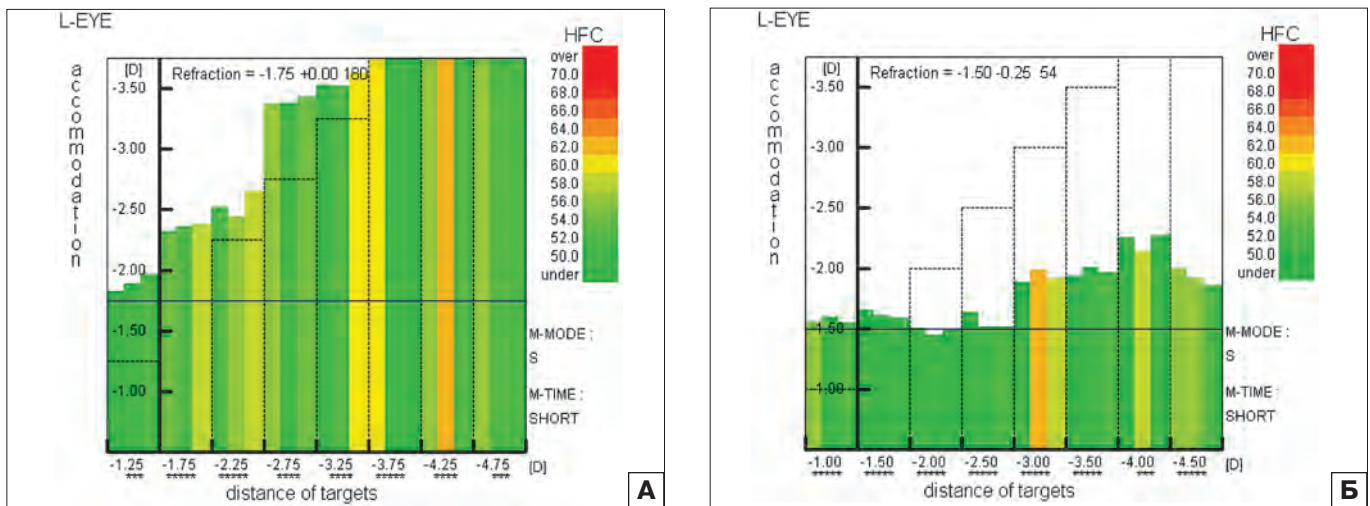 L-EYE
HFC
over
70.0
68.0
66.0
64.0
62.0
60.0
58.0
56.0
54.0
52.0
50.0
under
accomodation
[D]
Refraction = -1.75 +0.00 180
-3.50
-3.00
-2.50
-2.00
-1.50
-1.00
M-MODE :
S
M-TIME :
SHORT
-1.25 -1.75 -2.25 -2.75 -3.25 -3.75 -4.25 -4.75 [D]
*** ***** ***** **** **** **** **** ***
distance of targets
А
L-EYE
HFC
over
70.0
68.0
66.0
64.0
62.0
60.0
58.0
56.0
54.0
52.0
50.0
under
accomodation
[D]
Refraction = -1.50 -0.25 54
-3.50
-3.00
-2.50
-2.00
-1.50
-1.00
M-MODE :
S
M-TIME :
SHORT
-1.00 -1.50 -2.00 -2.50 -3.00 -3.50 -4.00 -4.50 [D]
***** ***** ***** ***** ***** ***** *** *****
distance of targets
Б